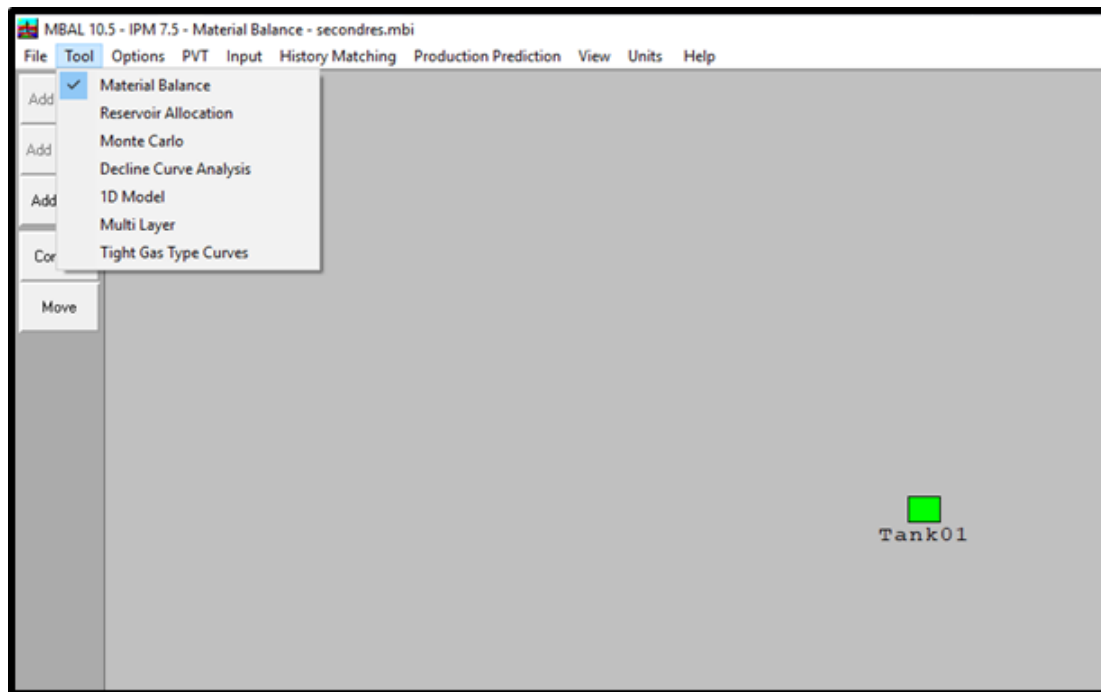 MBAL 10.5 - IPM 7.5 - Material Balance - secondres.mbi
File Tool Options PVT Input History Matching Production Prediction View Units Help
Add
Add
Add
Move
Material Balance
Reservoir Allocation
Monte Carlo
Decline Curve Analysis
1D Model
Multi Layer
Tight Gas Type Curves
Tank01